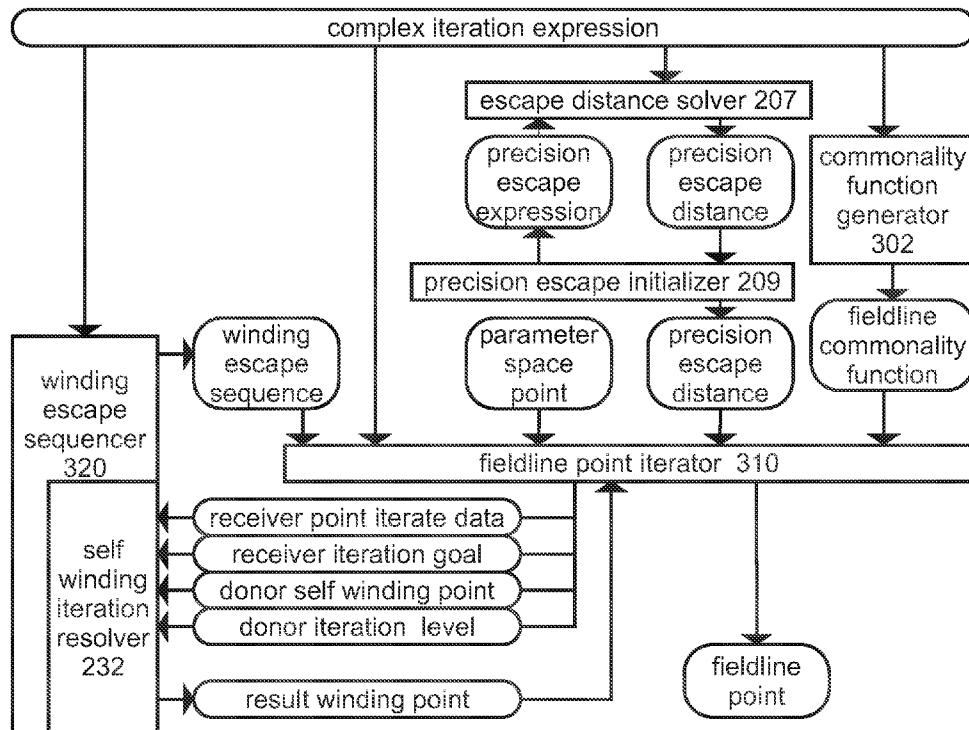 complex iteration expression
escape distance solver 207
precision
escape
expression
precision
escape
distance
commonality
function
generator
302
precision escape initializer 209
winding
escape
sequence
parameter
space
point
precision
escape
distance
fieldline
commonality
function
winding
escape
sequencer
320
fieldline point iterator 310
self
winding
iteration
resolver
232
receiver point iterate data
receiver iteration goal
donor self winding point
donor iteration level
result winding point
fieldline
point